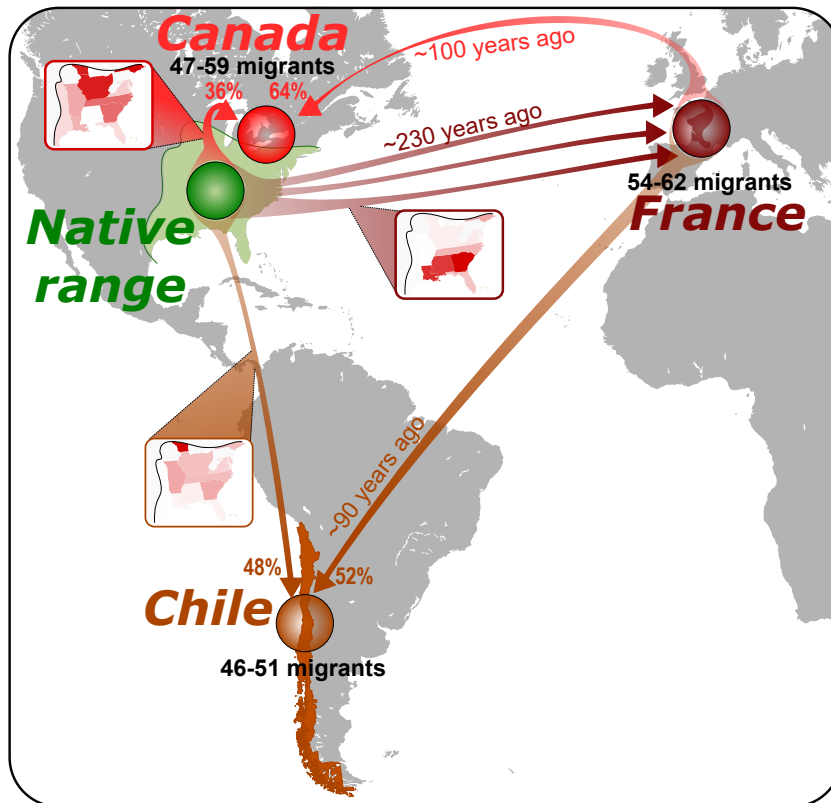 Canada
47-59 migrants
36%
64%
~100 years ago
~230 years ago
54-62 migrants
France
Native
range
~90 years ago
48%
52%
Chile
46-51 migrants